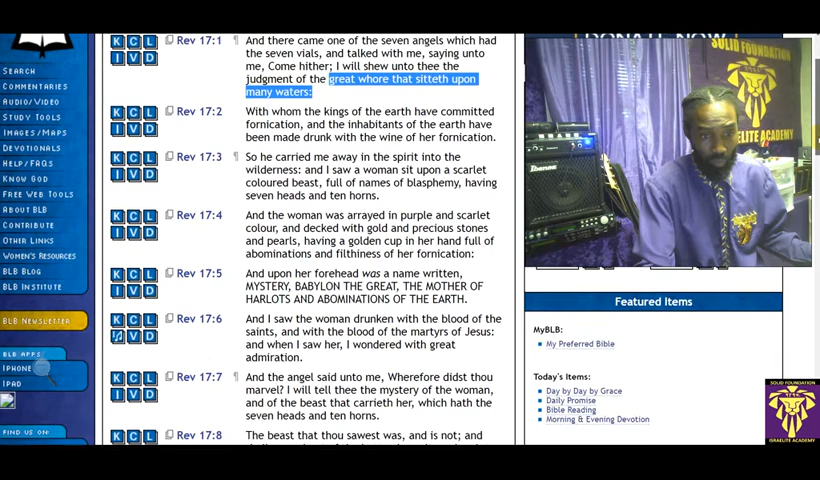 SEARCH
COMMENTARIES
AUDIO/VIDEO
STUDY TOOLS
IMAGES/MAPS
DEVOTIONALS
HELP/FAQS
KNOW GOD
FREE WEB TOOLS
ABOUT BLB
CONTRIBUTE
OTHER LINKS
WOMEN'S RESOURCES
BLB BLOG
BLB INSTITUTE
BLB NEWSLETTER
BLB APPS
IPHONE
IPAD
FIND US ON:
K C L Rev 17:1 ¶ And there came one of the seven angels which had
I V D the seven vials, and talked with me, saying unto
me, Come hither; I will shew unto thee the
judgment of the great whore that sitteth upon
many waters:
K C L Rev 17:2 With whom the kings of the earth have committed
I V D fornication, and the inhabitants of the earth have
been made drunk with the wine of her fornication.
K C L Rev 17:3 ¶ So he carried me away in the spirit into the
I V D wilderness: and I saw a woman sit upon a scarlet
coloured beast, full of names of blasphemy, having
seven heads and ten horns.
K C L Rev 17:4 And the woman was arrayed in purple and scarlet
I V D colour, and decked with gold and precious stones
and pearls, having a golden cup in her hand full of
abominations and filthiness of her fornication:
K C L Rev 17:5 And upon her forehead was a name written,
I V D MYSTERY, BABYLON THE GREAT, THE MOTHER OF
HARLOTS AND ABOMINATIONS OF THE EARTH.
K C L Rev 17:6 And I saw the woman drunken with the blood of the
V D saints, and with the blood of the martyrs of Jesus:
and when I saw her, I wondered with great
admiration.
K C L Rev 17:7 ¶ And the angel said unto me, Wherefore didst thou
I V D marvel? I will tell thee the mystery of the woman,
and of the beast that carrieth her, which hath the
seven heads and ten horns.
K C L Rev 17:8 The beast that thou sawest was, and is not; and
DONATE NOW
SOLID FOUNDATION
ISRAELITE ACADEMY
Ibanez
Featured Items
MyBLB:
My Preferred Bible
Today's Items:
Day by Day by Grace
Daily Promise
Bible Reading
Morning & Evening Devotion
SOLID FOUNDATION
ISRAELITE ACADEMY